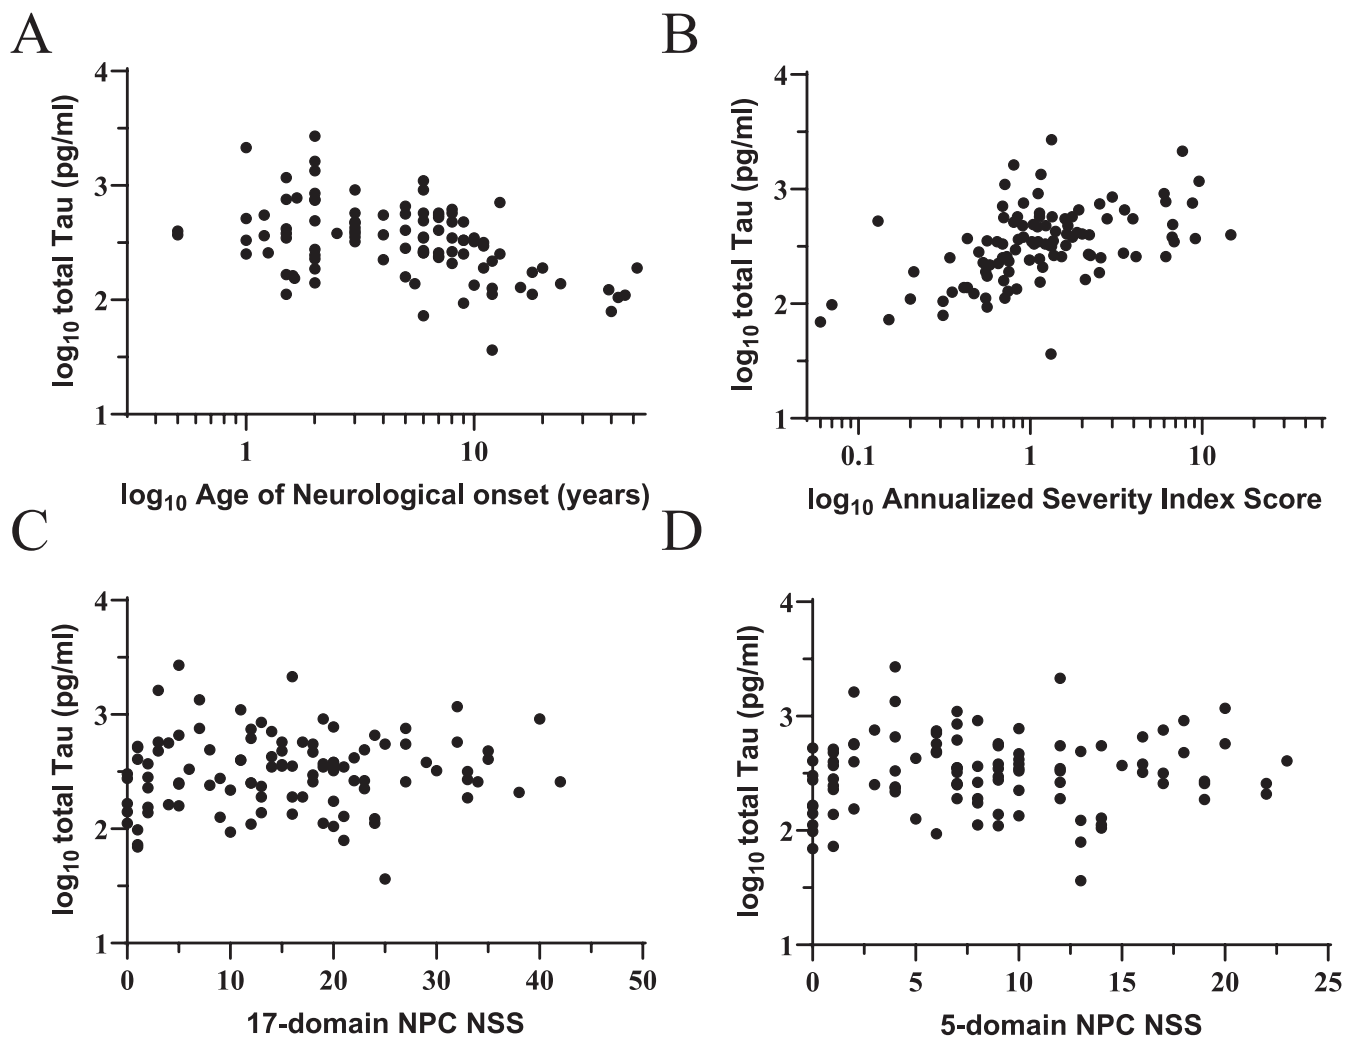 A
log10 total Tau (pg/ml)
4
3
2
1
1
10
log10 Age of Neurological onset (years)
B
log10 total Tau (pg/ml)
4
3
2
1
0.1
1
10
log10 Annualized Severity Index Score
C
log10 total Tau (pg/ml)
4
3
2
1
0
10
20
30
40
50
17-domain NPC NSS
D
log10 total Tau (pg/ml)
4
3
2
1
0
5
10
15
20
25
5-domain NPC NSS